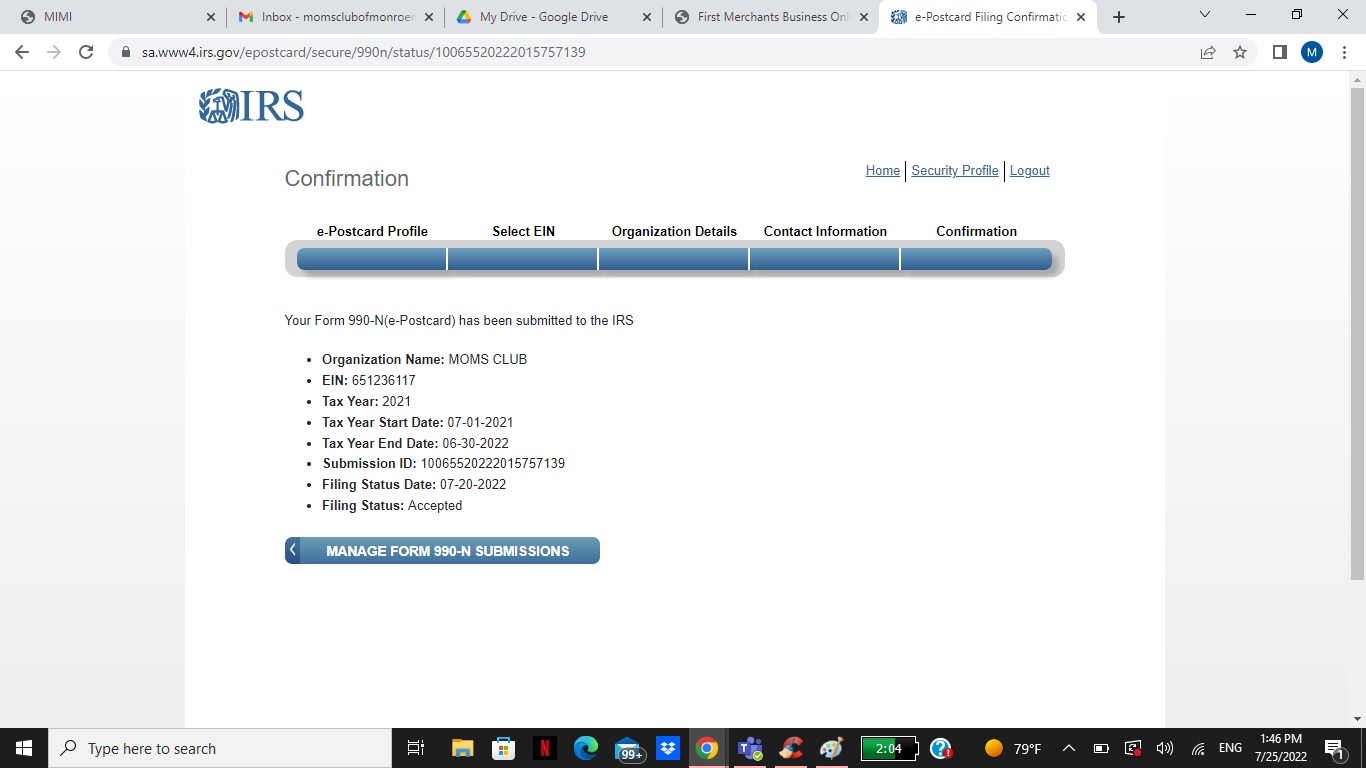 MIMI
Inbox - momsclubofmonroen
My Drive - Google Drive
First Merchants Business Onl
e-Postcard Filing Confirmatio
sa.www4.irs.gov/epostcard/secure/990n/status/10065520222015757139
M
IRS
Home
Security Profile
Logout
Confirmation
e-Postcard Profile
Select EIN
Organization Details
Contact Information
Confirmation
Your Form 990-N(e-Postcard) has been submitted to the IRS
Organization Name: MOMS CLUB
EIN: 651236117
Tax Year: 2021
Tax Year Start Date: 07-01-2021
Tax Year End Date: 06-30-2022
Submission ID: 10065520222015757139
Filing Status Date: 07-20-2022
Filing Status: Accepted
MANAGE FORM 990-N SUBMISSIONS
Type here to search
N
99+
2:04
?
79°F
ENG
1:46 PM
7/25/2022
1